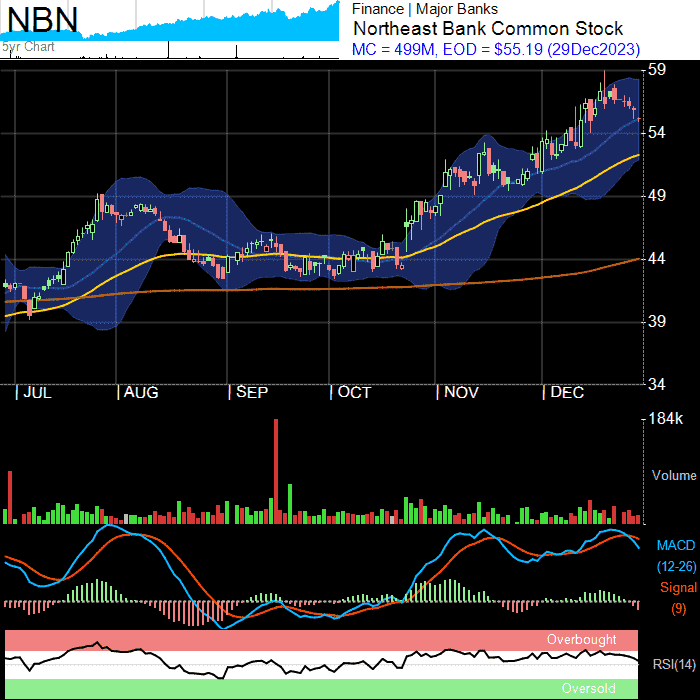 NBN
5yr Chart
Finance | Major Banks
Northeast Bank Common Stock
MC = 499M, EOD = $55.19 (29Dec2023)
59
54
49
44
39
34
JUL AUG SEP OCT NOV DEC
184k
Volume
MACD
(12-26)
Signal
(9)
Overbought
RSI(14)
Oversold